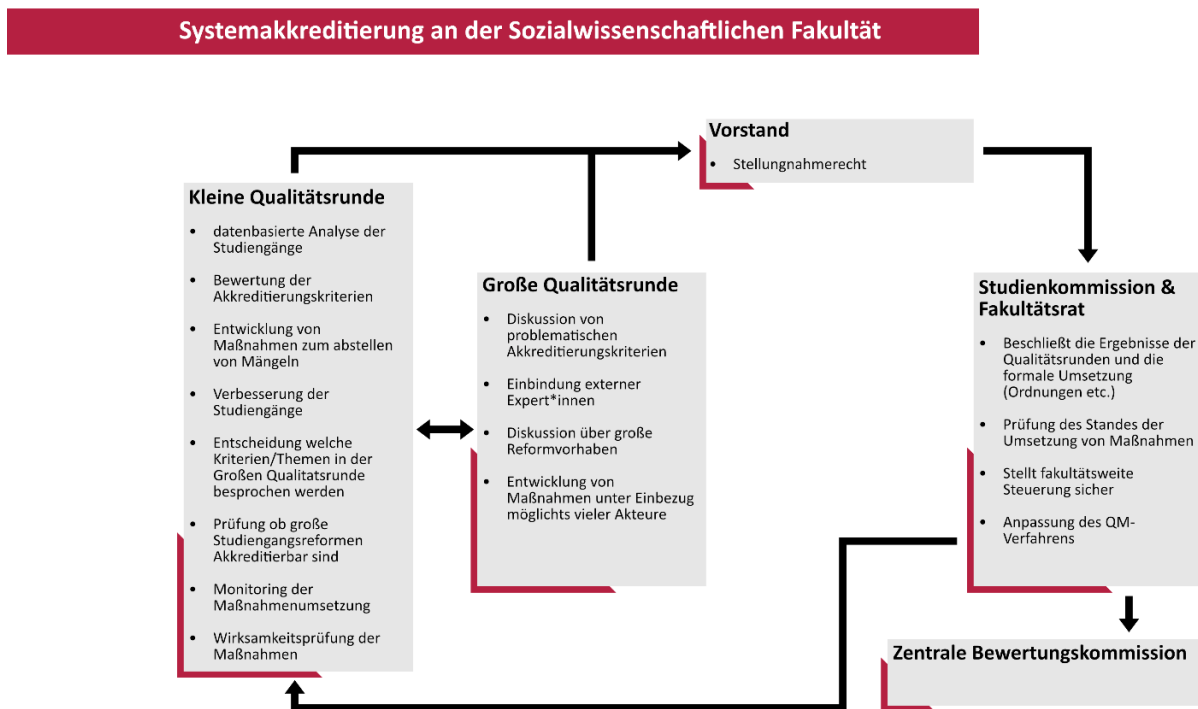 Systemakkreditierung an der Sozialwissenschaftlichen Fakultät
Vorstand
• Stellungnahmerecht
Kleine Qualitätsrunde
• datenbasierte Analyse der
Studiengänge
• Bewertung der
Akkreditierungskriterien
• Entwicklung von
Maßnahmen zum abstellen
von Mängeln
• Verbesserung der
Studiengänge
• Entscheidung welche
Kriterien/Themen in der
Großen Qualitatsrunde
besprochen werden
• Prüfung ob große
Studiengangsreformen
Akkreditierbar sind
• Monitoring der
Maßnahmenumsetzung
• Wirksamkeitsprüfung der
Maßnahmen
Große Qualitätsrunde
• Diskussion von
problematischen
Akkreditierungskriterien
• Einbindung externer
Expert*innen
• Diskussion über große
Reformvorhaben
• Entwicklung von
Maßnahmen unter Einbezug
möglichts vieler Akteure
Studienkommission &
Fakultätsrat
• Beschließt die Ergebnisse der
Qualitätsrunden und die
formale Umsetzung
(Ordnungen etc.)
• Prüfung des Standes der
Umsetzung von Maßnahmen
• Stellt fakultätsweite
Steuerung sicher
• Anpassung des QM-
Verfahrens
Zentrale Bewertungskommission